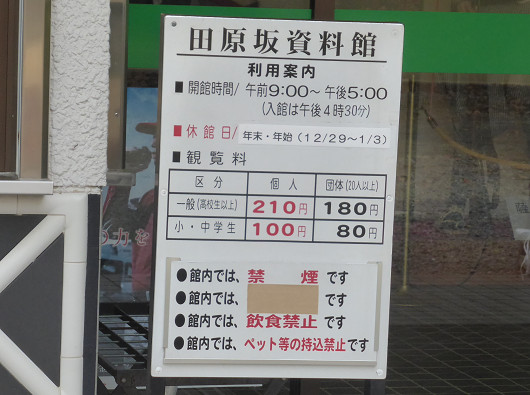 田原坂資料館
利用案内
■開館時間/午前9:00～午後5:00
(入館は午後4時30分)
■休館日/年末・年始(12/29～1/3)
■観覧料
区分 個人 団体(20人以上)
一般(高校生以上) 210円 180円
小・中学生 100円 80円
●館内では、禁煙です
●館内では、 です
●館内では、飲食禁止です
●館内では、ペット等の持込禁止です